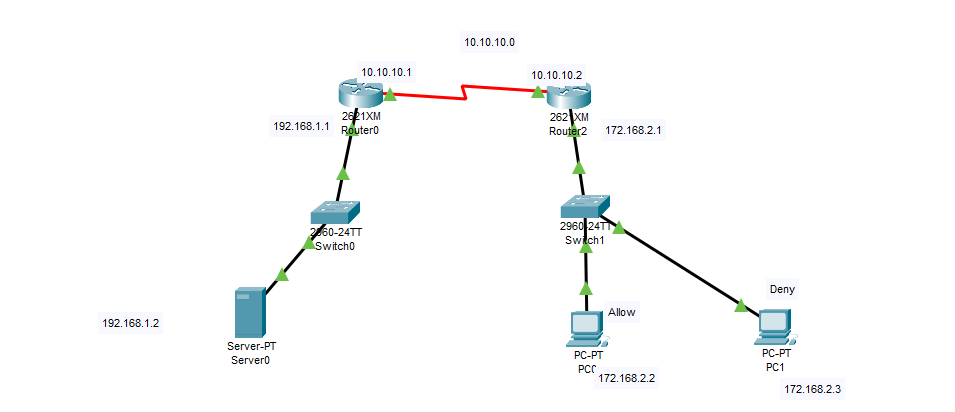 10.10.10.0
10.10.10.1
10.10.10.2
2621XM
Router0
2621XM
Router2
192.168.1.1
172.168.2.1
2960-24TT
Switch0
2960-24TT
Switch1
Deny
Allow
192.168.1.2
Server-PT
Server0
PC-PT
PC0
172.168.2.2
PC-PT
PC1
172.168.2.3